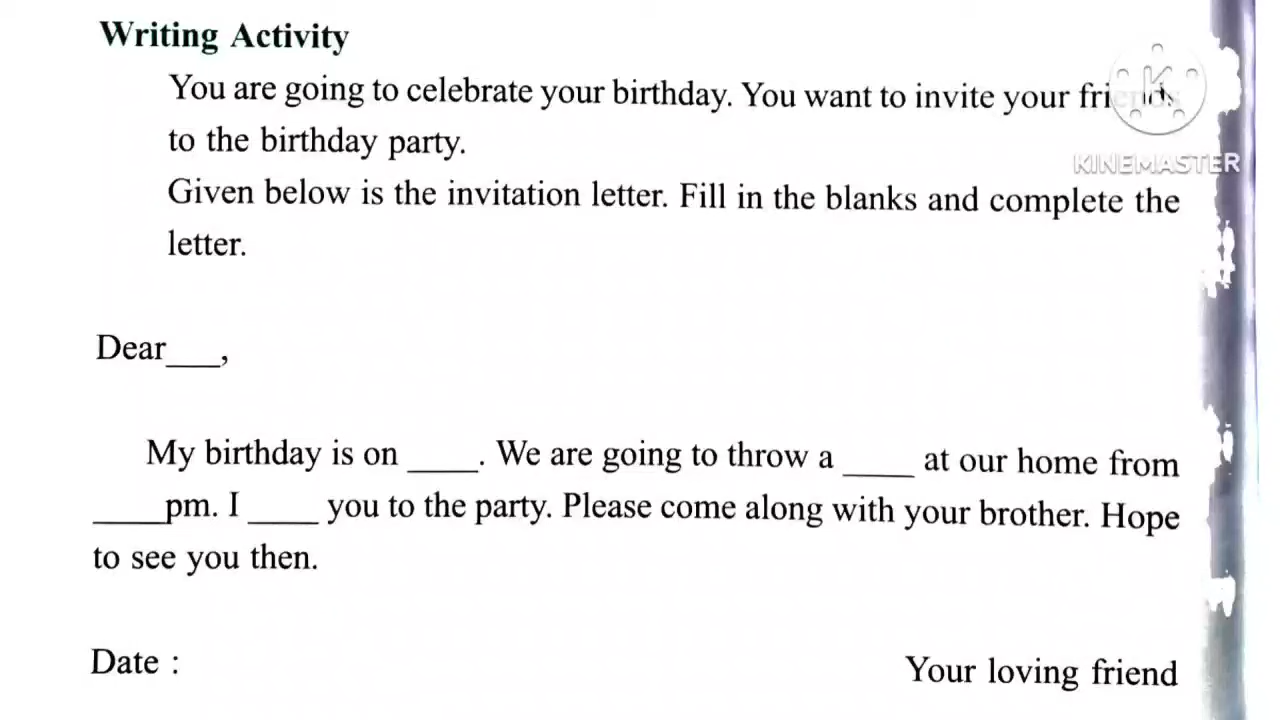 Writing Activity
You are going to celebrate your birthday. You want to invite your friends
to the birthday party.
KINEMASTER
Given below is the invitation letter. Fill in the blanks and complete the
letter.
Dear___,
My birthday is on ____. We are going to throw a ____ at our home from
____pm. I ____ you to the party. Please come along with your brother. Hope
to see you then.
Date :
Your loving friend